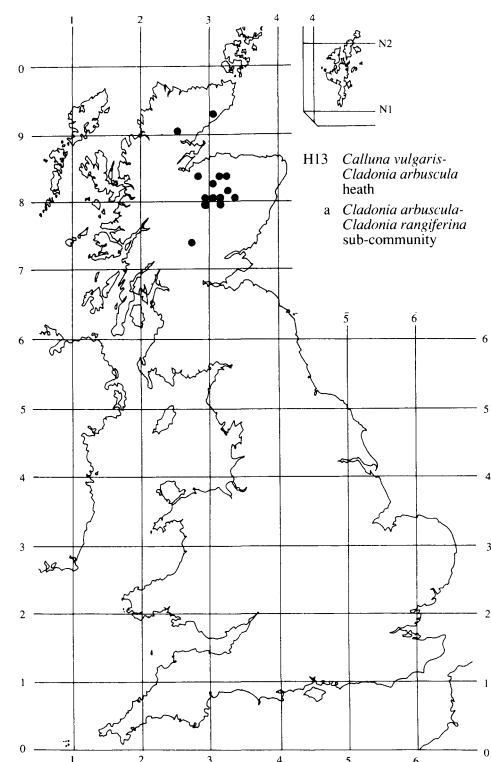 1 2 3 4 4
N2
0
N1
9
H13 Calluna vulgaris-
Cladonia arbuscula
heath
a Cladonia arbuscula-
Cladonia rangiferina
sub-community
8
7
5 6
6 6
5 5
4 4
3 3
2 2
1 1
0 0
1 2 3 4 5 6